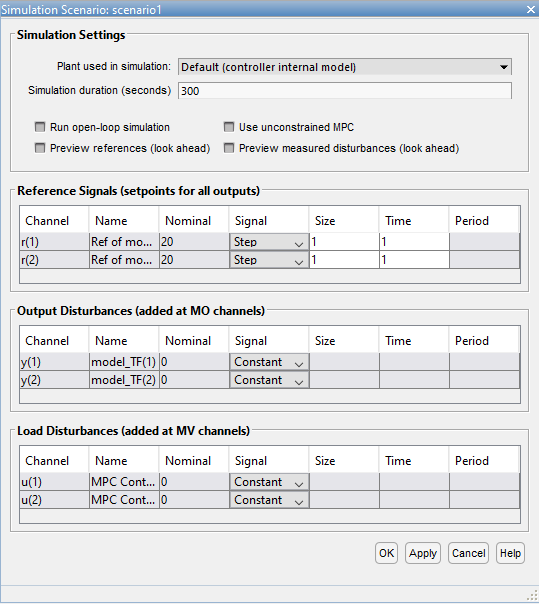 Simulation Scenario: scenario1
Simulation Settings
Plant used in simulation: Default (controller internal model)
Simulation duration (seconds) 300
Run open-loop simulation Use unconstrained MPC
Preview references (look ahead) Preview measured disturbances (look ahead)
Reference Signals (setpoints for all outputs)
Channel Name Nominal Signal Size Time Period
r(1) Ref of mo... 20 Step 1 1
r(2) Ref of mo... 20 Step 1 1
Output Disturbances (added at MO channels)
Channel Name Nominal Signal Size Time Period
y(1) model_TF(1) 0 Constant
y(2) model_TF(2) 0 Constant
Load Disturbances (added at MV channels)
Channel Name Nominal Signal Size Time Period
u(1) MPC Cont... 0 Constant
u(2) MPC Cont... 0 Constant
OK Apply Cancel Help